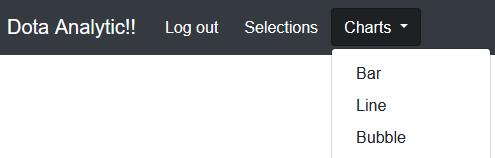 Dota Analytic!! Log out Selections Charts
Bar
Line
Bubble